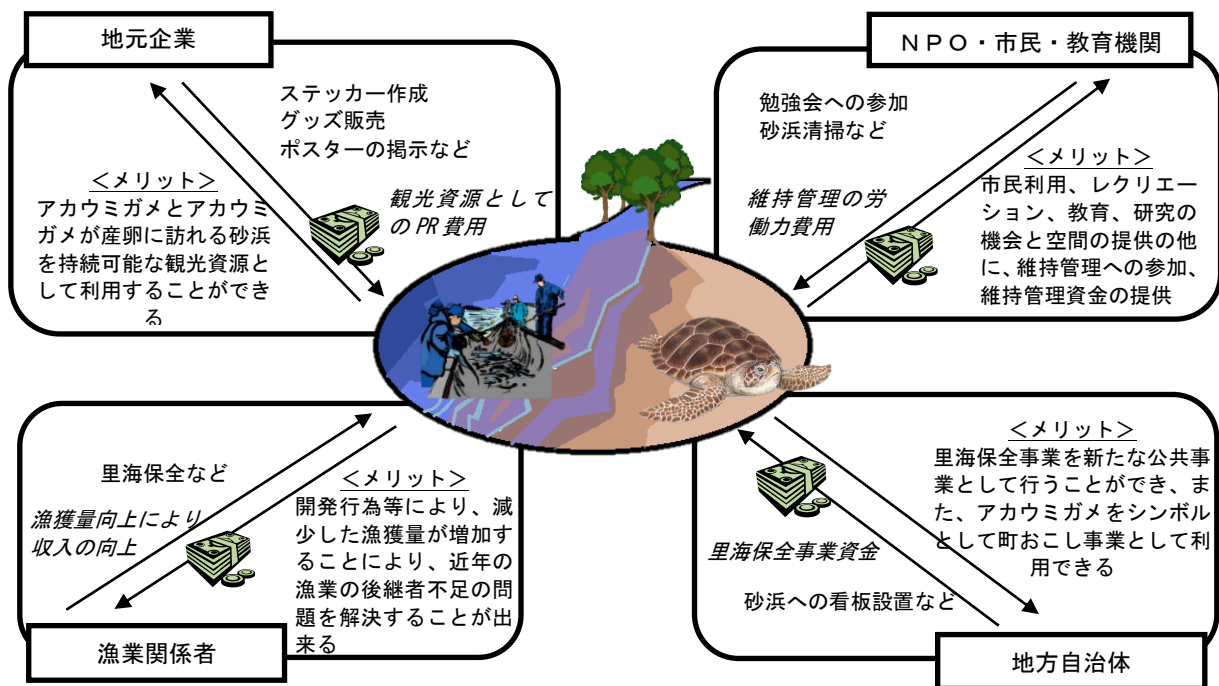 地元企業
ステッカー作成
グッズ販売
ポスターの掲示など
<メリット>
アカウミガメとアカウミ
ガメが産卵に訪れる砂浜
を持続可能な観光資源と
して利用することができ
る
観光資源として
のPR費用
NPO・市民・教育機関
勉強会への参加
砂浜清掃など
維持管理の労
働力費用
<メリット>
市民利用、レクリエー
ション、教育、研究の
機会と空間の提供の他
に、維持管理への参加、
維持管理資金の提供
里海保全など
漁獲量向上により
収入の向上
<メリット>
開発行為等により、減
少した漁獲量が増加す
ることにより、近年の
漁業の後継者不足の問
題を解決することが出
来る
漁業関係者
<メリット>
里海保全事業を新たな公共事
業として行うことができ、ま
た、アカウミガメをシンボル
として町おこし事業として利
用できる
里海保全事業資金
砂浜への看板設置など
地方自治体